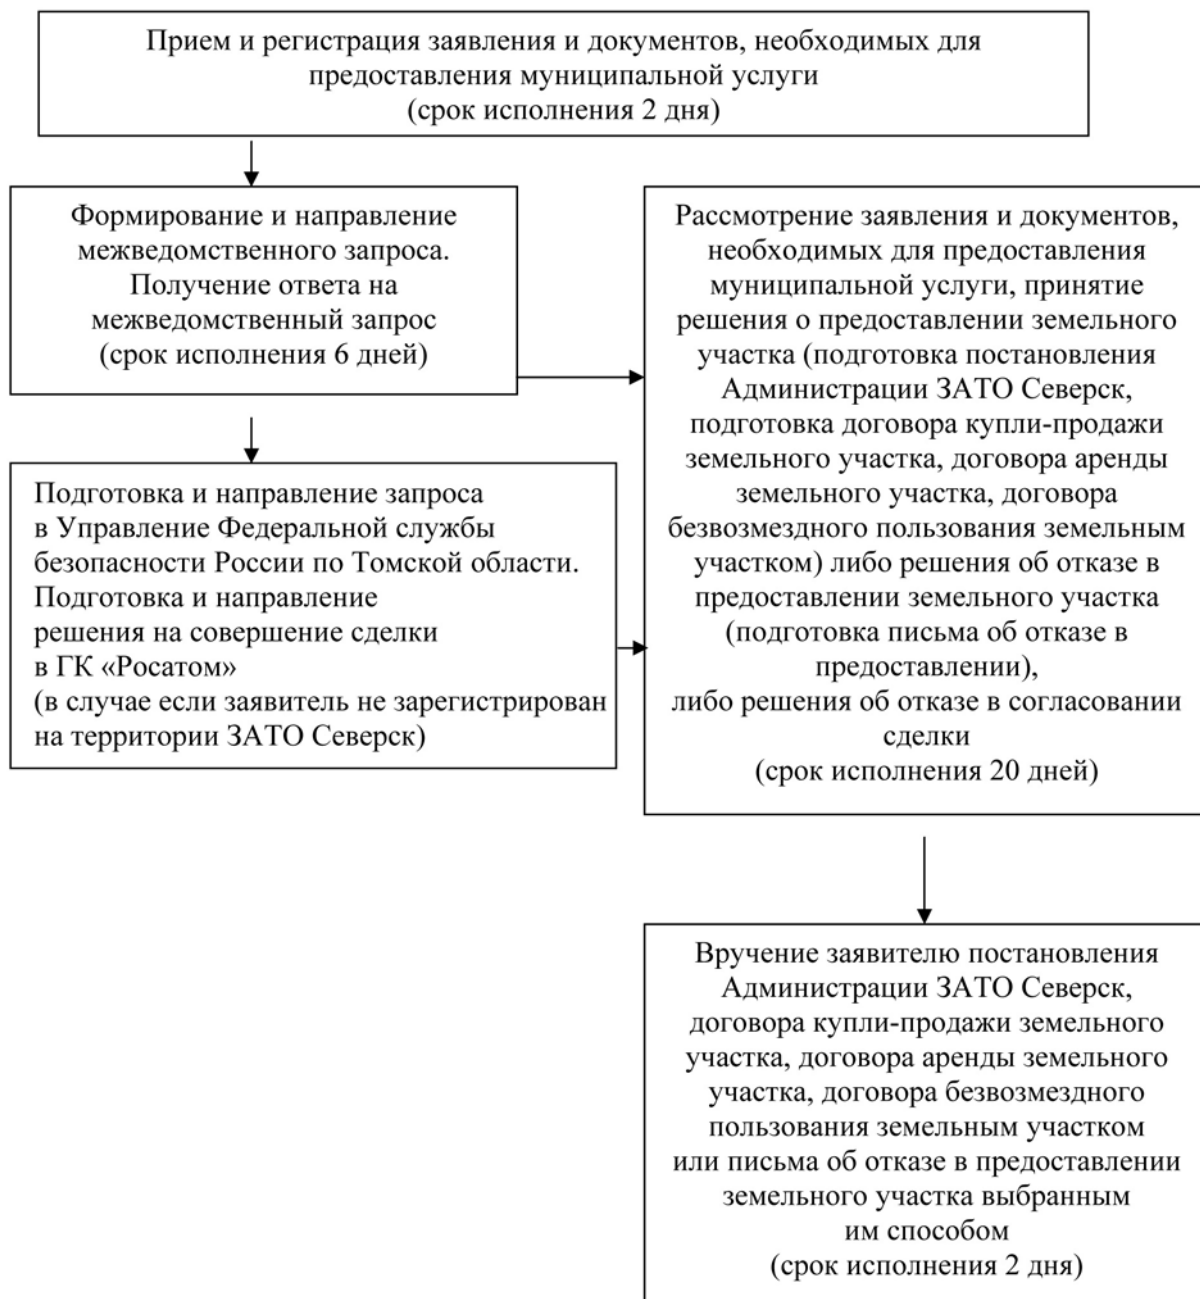 Прием и регистрация заявления и документов, необходимых для
предоставления муниципальной услуги
(срок исполнения 2 дня)
Формирование и направление
межведомственного запроса.
Получение ответа на
межведомственный запрос
(срок исполнения 6 дней)
Подготовка и направление запроса
в Управление Федеральной службы
безопасности России по Томской области.
Подготовка и направление
решения на совершение сделки
в ГК «Росатом»
(в случае если заявитель не зарегистрирован
на территории ЗАТО Северск)
Рассмотрение заявления и документов,
необходимых для предоставления
муниципальной услуги, принятие
решения о предоставлении земельного
участка (подготовка постановления
Администрации ЗАТО Северск,
подготовка договора купли-продажи
земельного участка, договора аренды
земельного участка, договора
безвозмездного пользования земельным
участком) либо решения об отказе в
предоставлении земельного участка
(подготовка письма об отказе в
предоставлении),
либо решения об отказе в согласовании
сделки
(срок исполнения 20 дней)
Вручение заявителю постановления
Администрации ЗАТО Северск,
договора купли-продажи земельного
участка, договора аренды земельного
участка, договора безвозмездного
пользования земельным участком
или письма об отказе в предоставлении
земельного участка выбранным
им способом
(срок исполнения 2 дня)